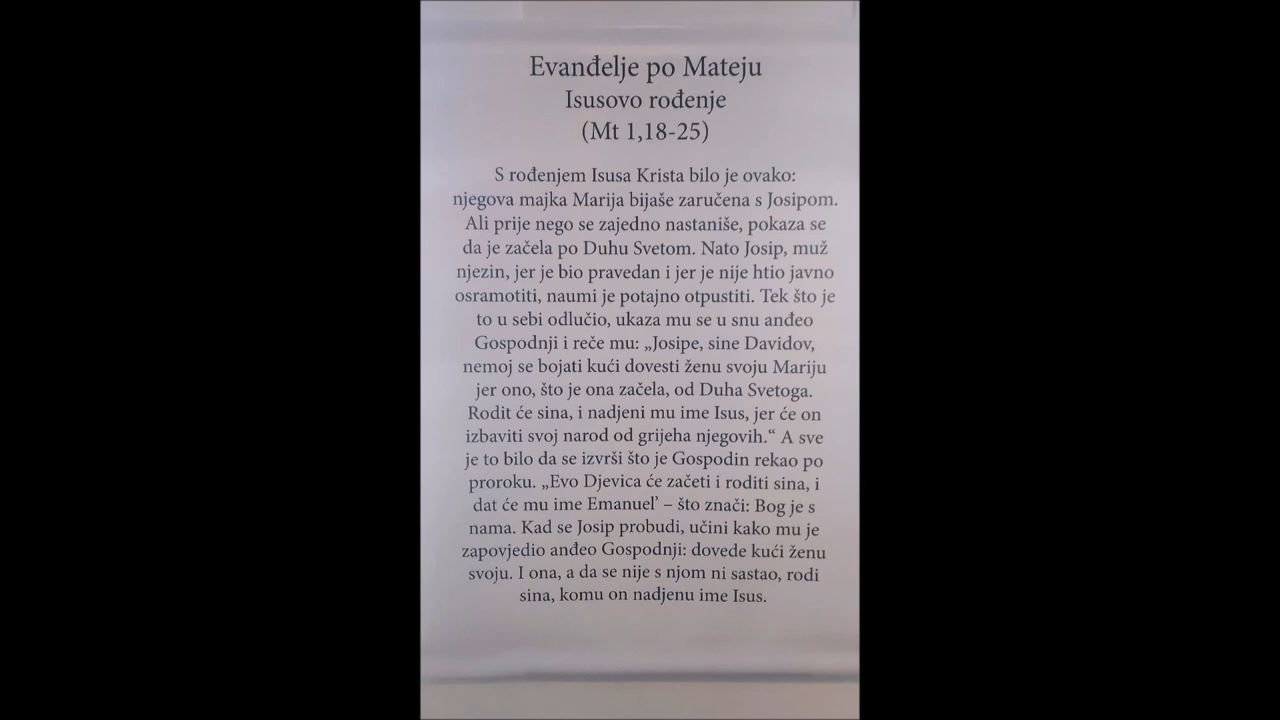 Evanđelje po Mateju
Isusovo rođenje
(Mt 1,18-25)
S rođenjem Isusa Krista bilo je ovako:
njegova majka Marija bijaše zaručena s Josipom.
Ali prije nego se zajedno nastaniše, pokaza se
da je začela po Duhu Svetom. Nato Josip, muž
njezin, jer je bio pravedan i jer je nije htio javno
osramotiti, naumi je potajno otpustiti. Tek što je
to u sebi odlučio, ukaza mu se u snu anđeo
Gospodnji i reče mu: „Josipe, sine Davidov,
nemoj se bojati kući dovesti ženu svoju Mariju
jer ono, što je ona začela, od Duha Svetoga.
Rodit će sina, i nadjeni mu ime Isus, jer će on
izbaviti svoj narod od grijeha njegovih.“ A sve
je to bilo da se izvrši što je Gospodin rekao po
proroku. „Evo Djevica će začeti i roditi sina, i
dat će mu ime Emanuel’ – što znači: Bog je s
nama. Kad se Josip probudi, učini kako mu je
zapovjedio anđeo Gospodnji: dovede kući ženu
svoju. I ona, a da se nije s njom ni sastao, rodi
sina, komu on nadjenu ime Isus.